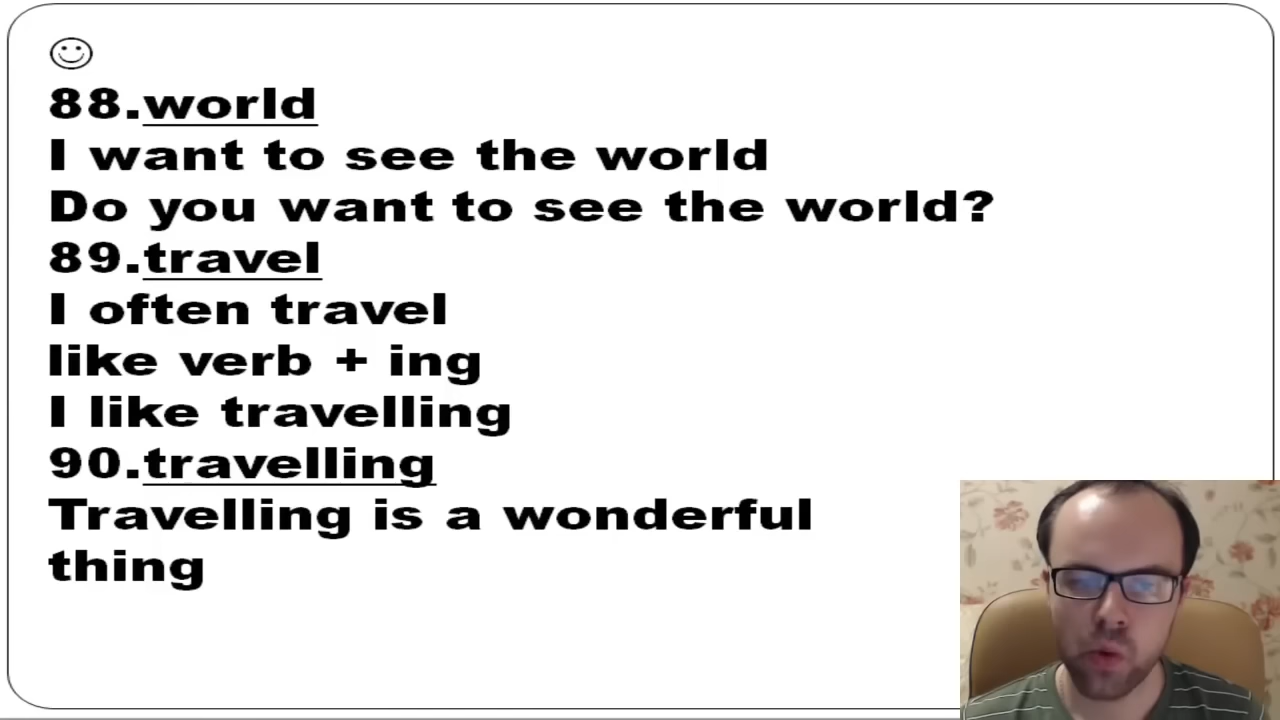 88.world
I want to see the world
Do you want to see the world?
89.travel
I often travel
like verb + ing
I like travelling
90.travelling
Travelling is a wonderful
thing